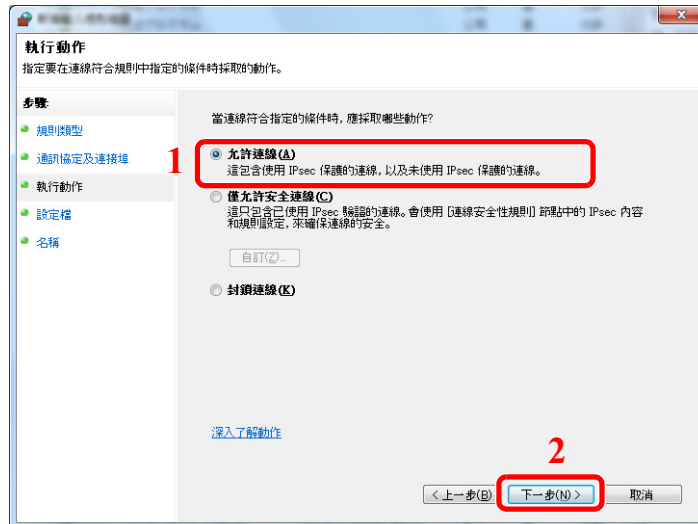 執行動作
指定要在連線符合規則中指定的條件時採取的動作。
步驟:
規則類型
通訊協定及連接埠
執行動作
設定檔
名稱
當連線符合指定的條件時，應採取哪些動作?
1
允許連線(A)
這包含使用 IPsec 保護的連線，以及未使用 IPsec 保護的連線。
僅允許安全連線(C)
這只包含已使用 IPsec 驗證的連線。會使用 [連線安全性規則] 節點中的 IPsec 內容
和規則設定，來確保連線的安全。
自訂(Z)...
封鎖連線(K)
深入了解動作
2
< 上一步(B)
下一步(N) >
取消